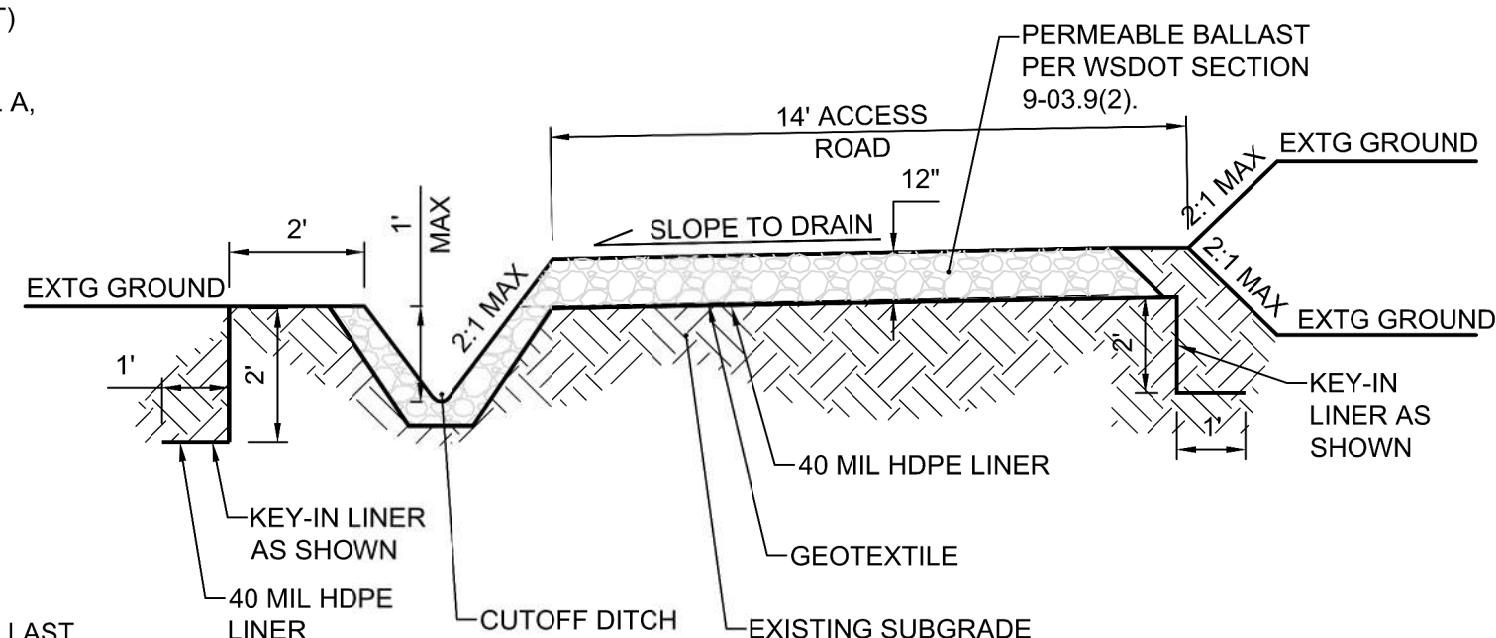 T)
A,
PERMEABLE BALLAST
PER WSDOT SECTION
9-03.9(2).
14' ACCESS
ROAD
EXTG GROUND
2:1 MAX
12"
1'
MAX
2'
SLOPE TO DRAIN
2:1 MAX
EXTG GROUND
2:1 MAX
EXTG GROUND
1'
2'
2'
KEY-IN
LINER AS
SHOWN
1'
40 MIL HDPE LINER
KEY-IN LINER
AS SHOWN
GEOTEXTILE
40 MIL HDPE
LINER
CUTOFF DITCH
EXISTING SUBGRADE
LAST